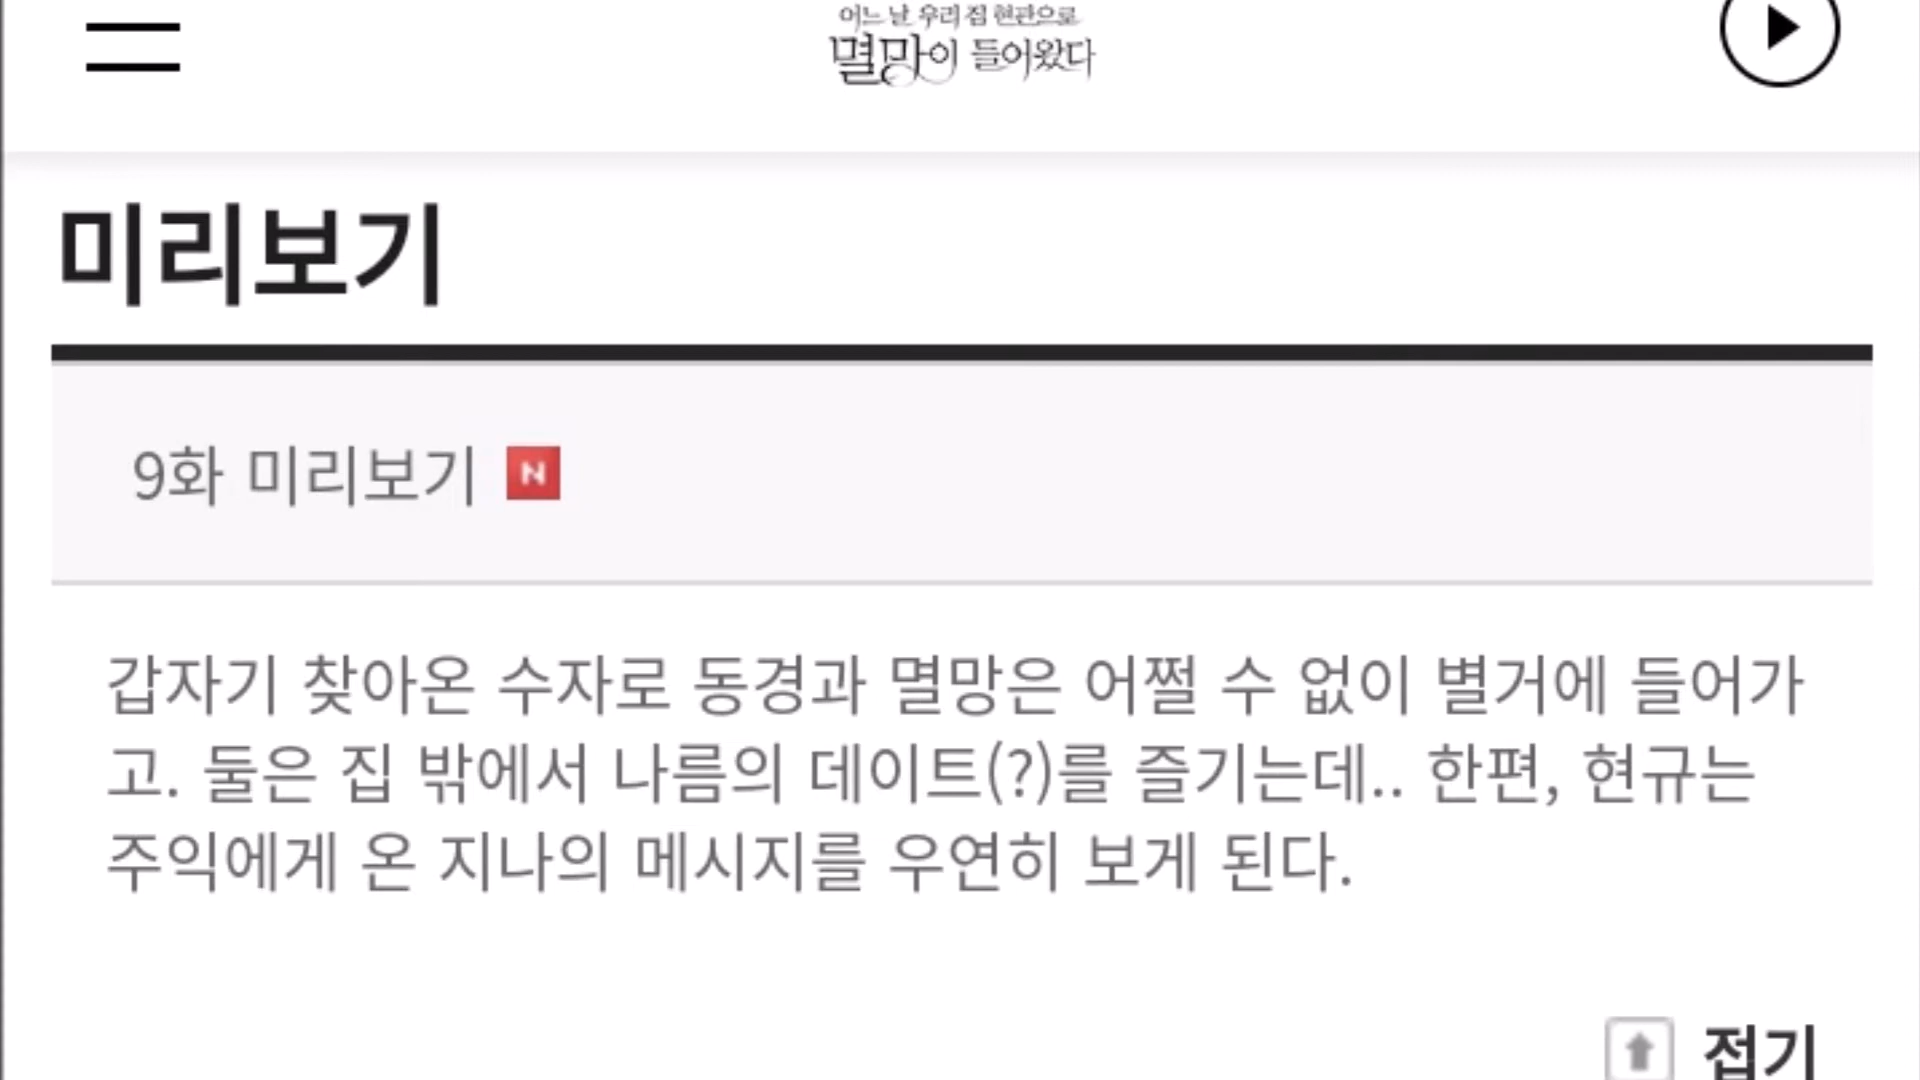 어느 날 우리 집 현관으로
멸망이 들어왔다
미리보기
9화 미리보기 N
갑자기 찾아온 수자로 동경과 멸망은 어쩔 수 없이 별거에 들어가
고. 둘은 집 밖에서 나름의 데이트(?)를 즐기는데.. 한편, 현규는
주익에게 온 지나의 메시지를 우연히 보게 된다.
접기